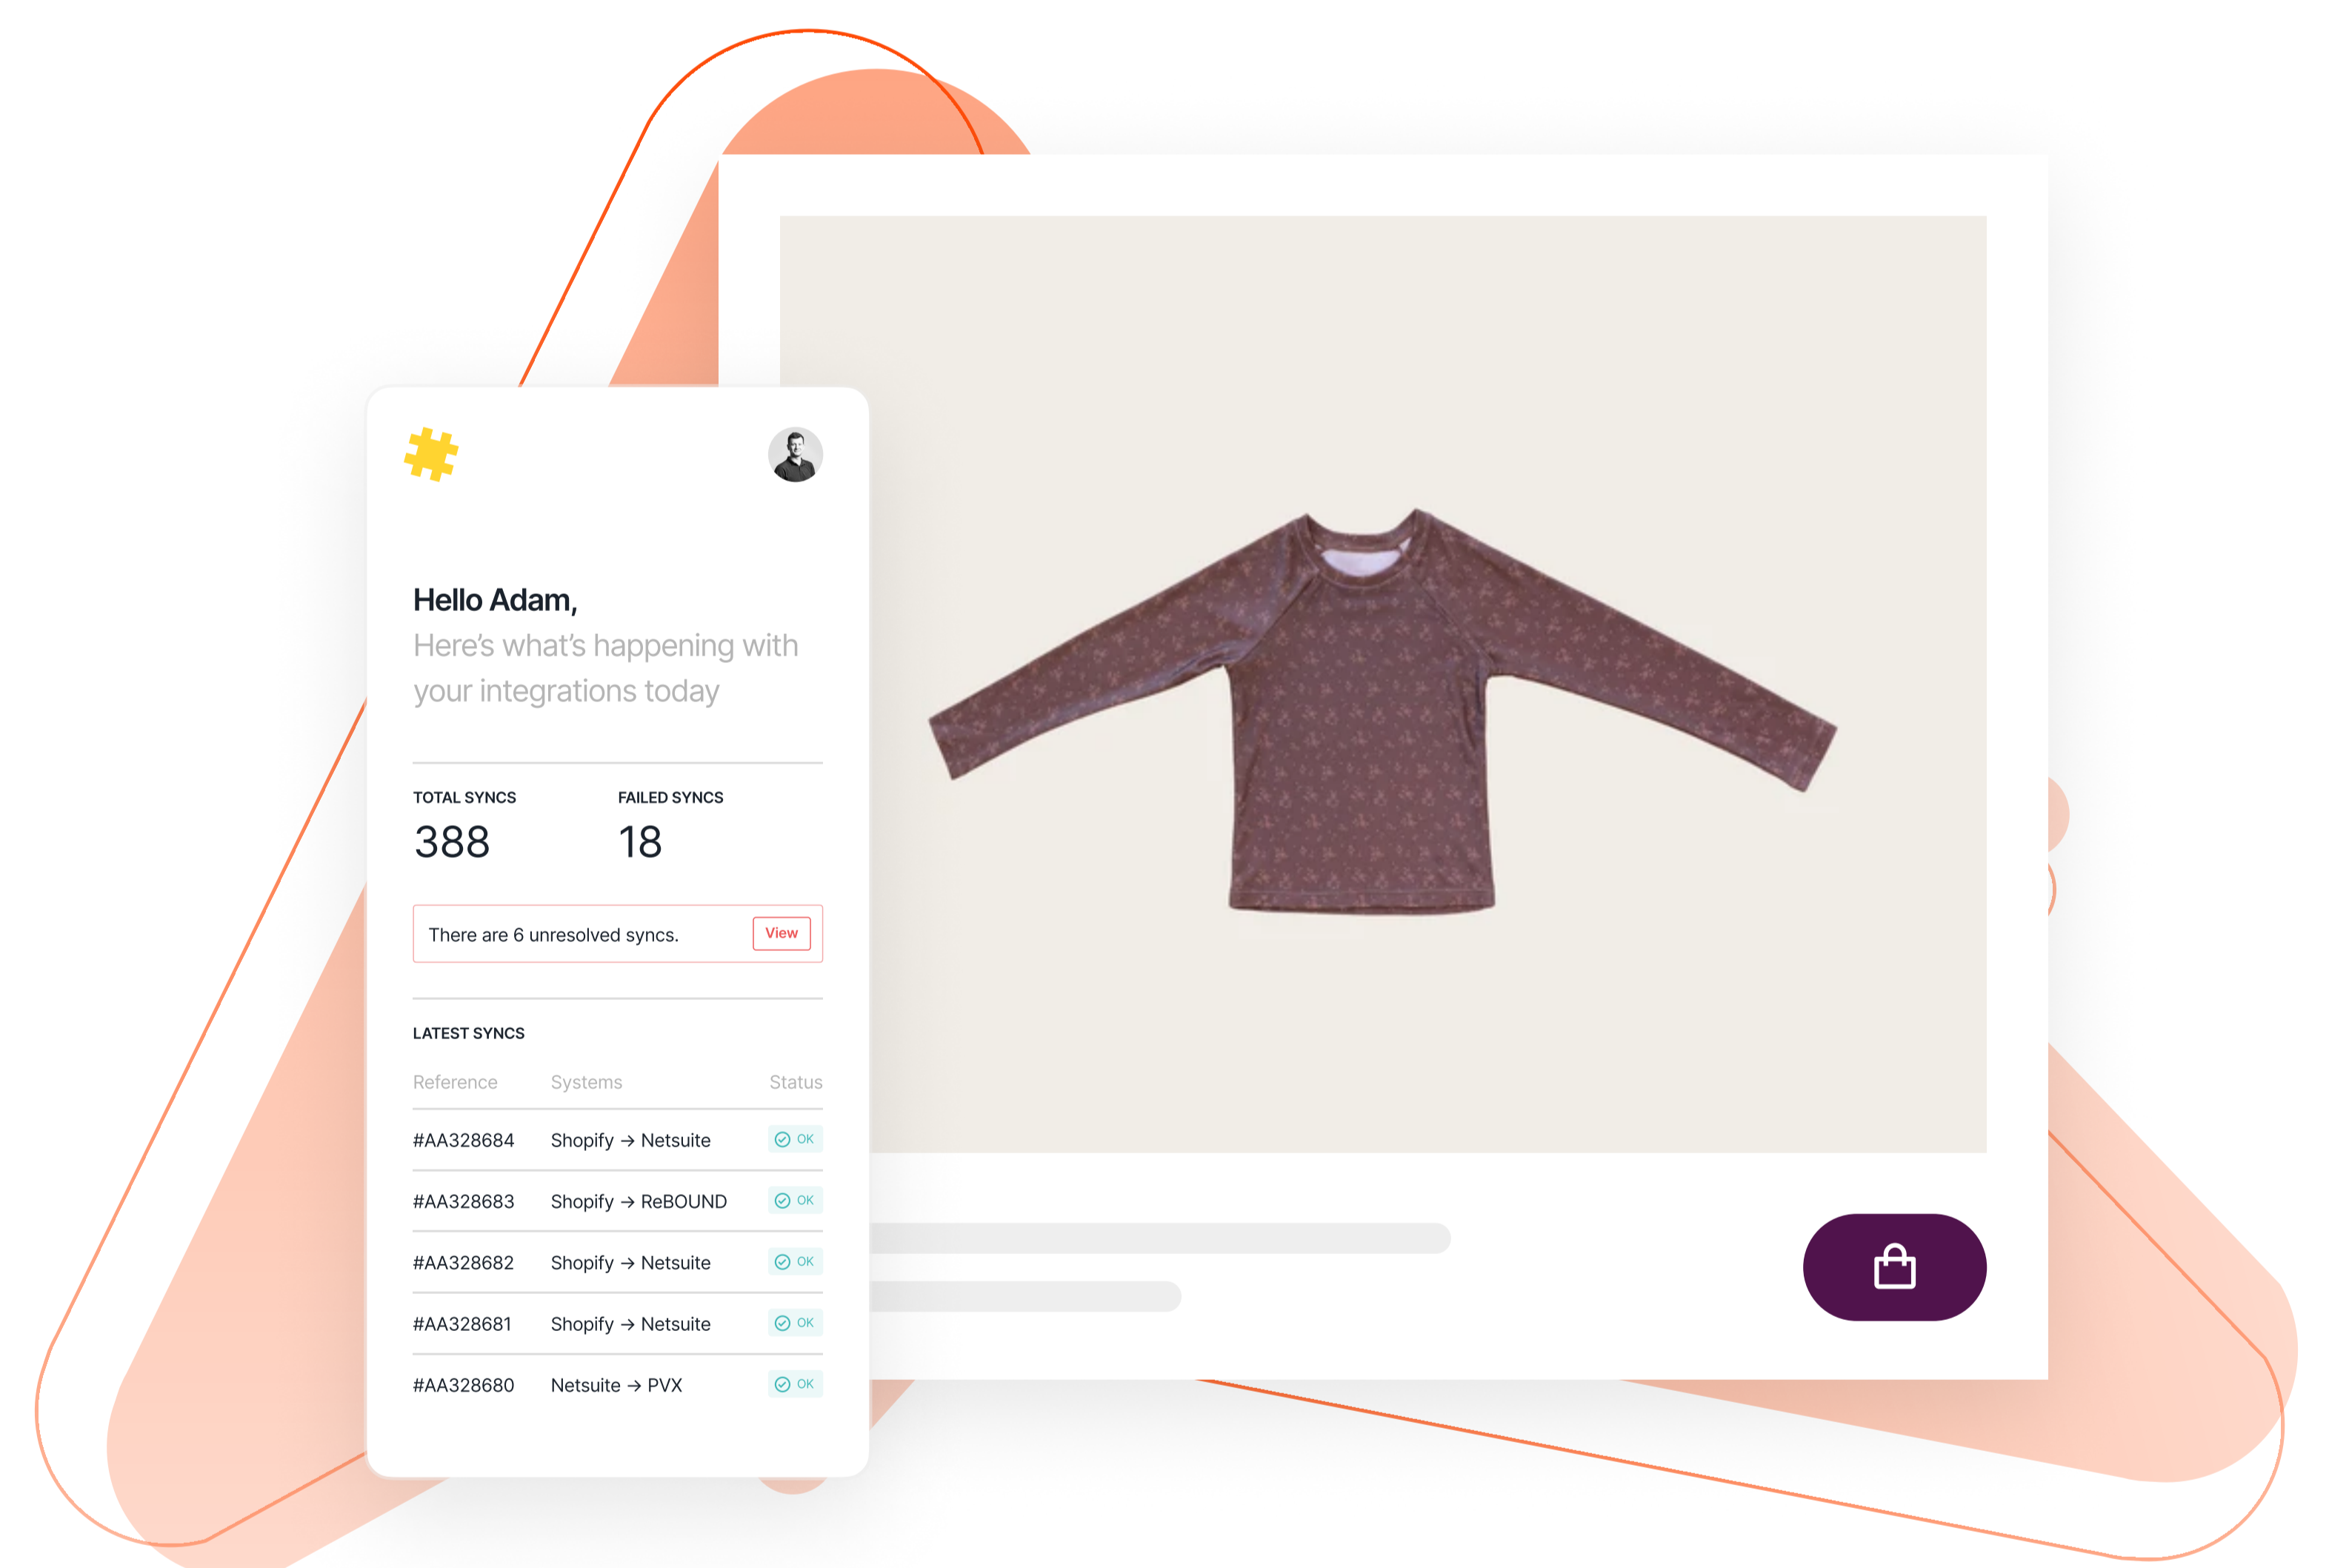 Hello Adam,
Here’s what’s happening with
your integrations today
TOTAL SYNCS FAILED SYNCS
388 18
There are 6 unresolved syncs. View
LATEST SYNCS
Reference Systems Status
#AA328684 Shopify → Netsuite OK
#AA328683 Shopify → ReBOUND OK
#AA328682 Shopify → Netsuite OK
#AA328681 Shopify → Netsuite OK
#AA328680 Netsuite → PVX OK